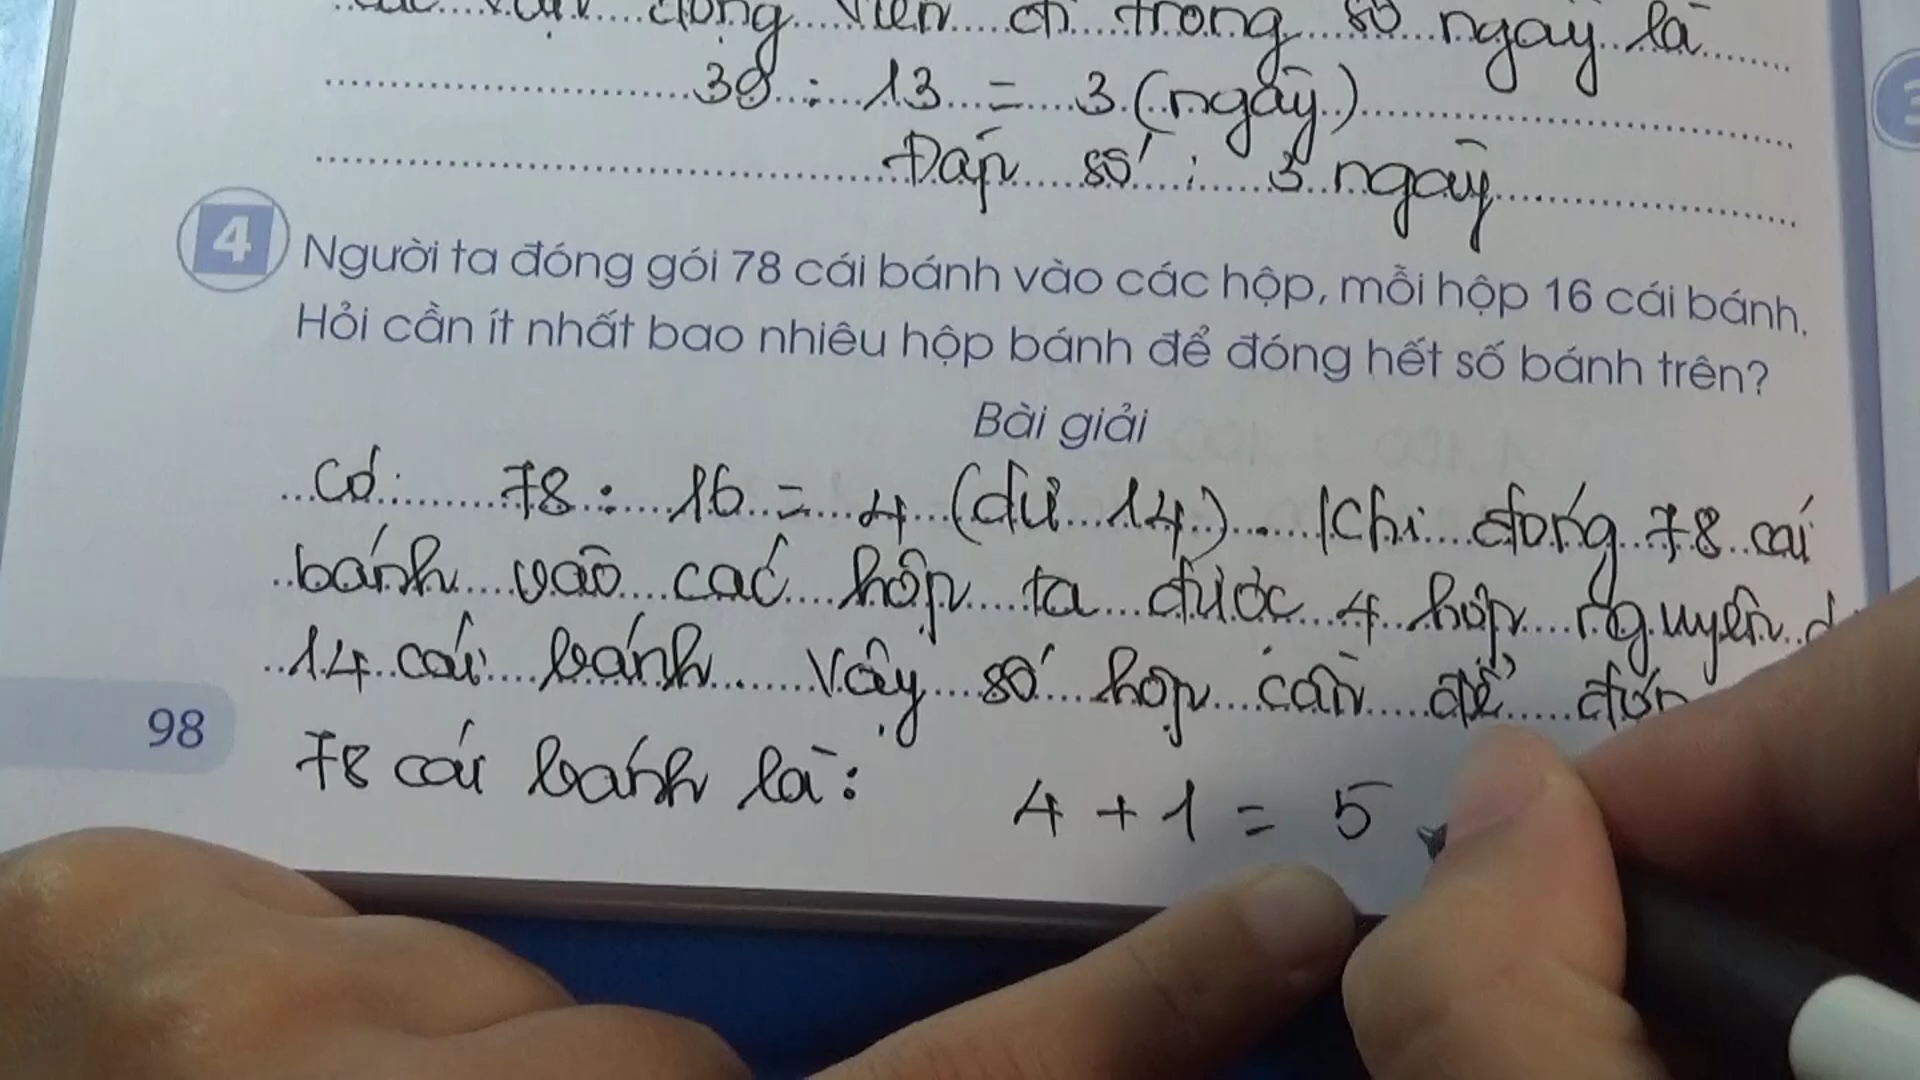 động viên đi trong số ngày là
39 : 13 = 3 (ngày)
Đáp số : 3 ngày
4 Người ta đóng gói 78 cái bánh vào các hộp, mỗi hộp 16 cái bánh.
Hỏi cần ít nhất bao nhiêu hộp bánh để đóng hết số bánh trên?
Bài giải
Có: 78 : 16 = 4 (dư 14). Khi đóng 78 cái
bánh vào các hộp ta được 4 hộp nguyên
14 cái bánh. Vậy số hộp cần để
98
78 cái bánh là:
4 + 1 = 5
3